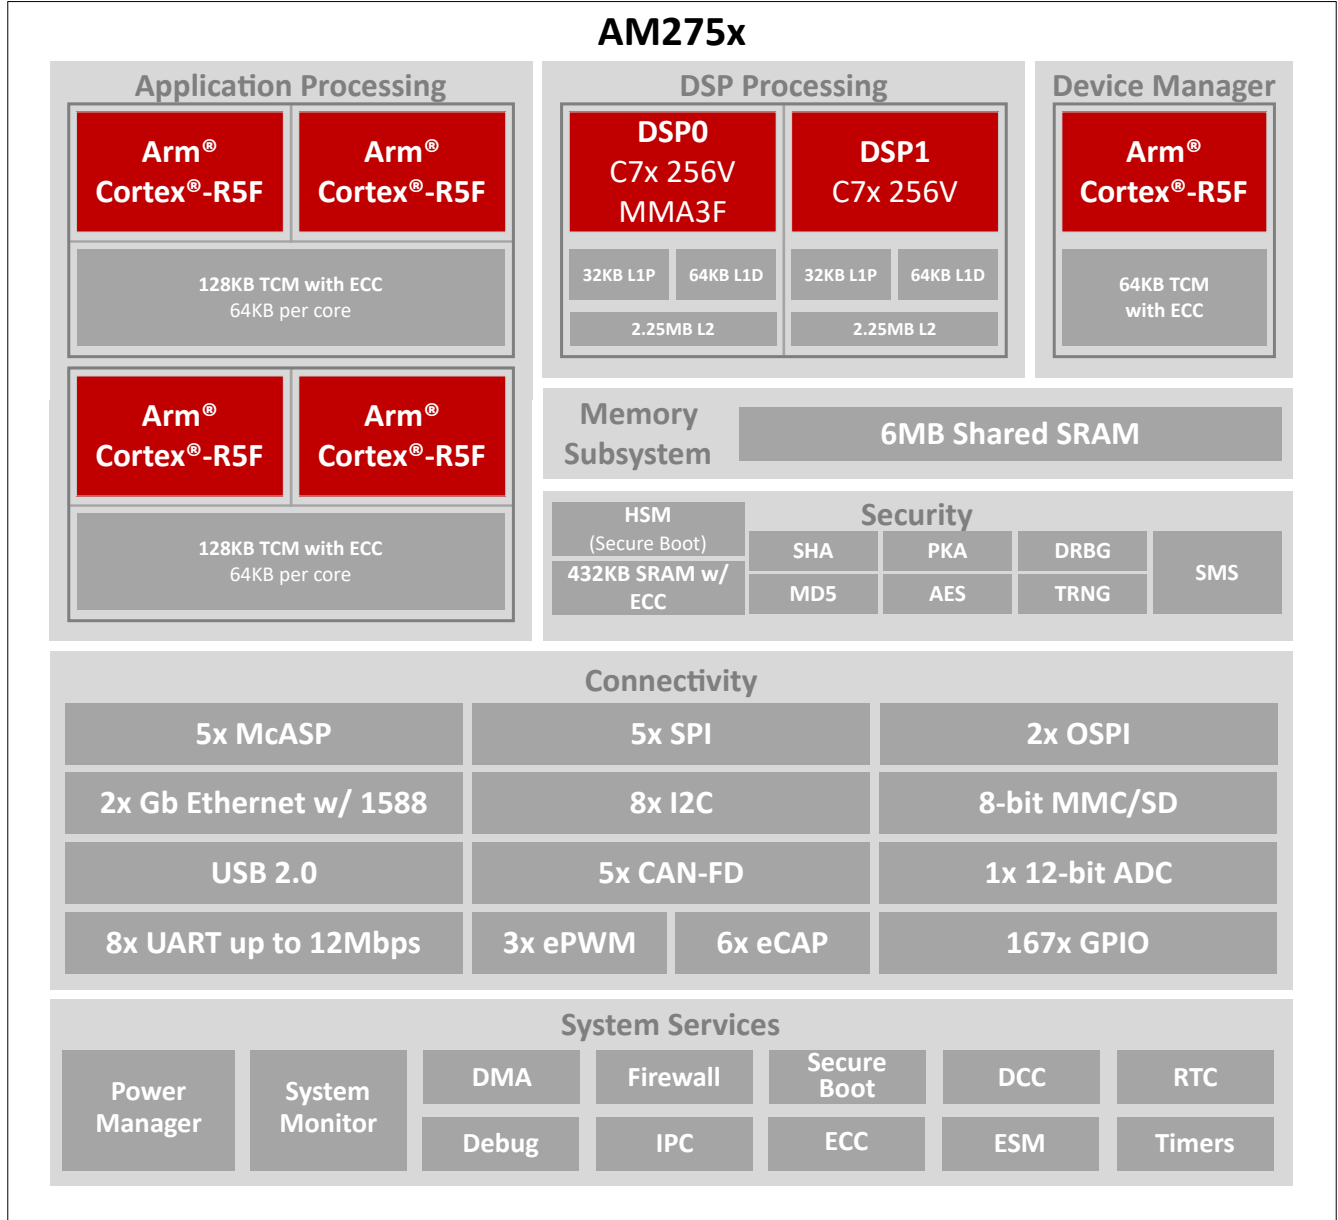 AM275x
Application Processing
Arm®
Cortex®-R5F
Arm®
Cortex®-R5F
128KB TCM with ECC
64KB per core
Arm®
Cortex®-R5F
Arm®
Cortex®-R5F
128KB TCM with ECC
64KB per core
DSP Processing
DSP0
C7x 256V
MMA3F
DSP1
C7x 256V
32KB L1P
64KB L1D
32KB L1P
64KB L1D
2.25MB L2
2.25MB L2
Device Manager
Arm®
Cortex®-R5F
64KB TCM
with ECC
Memory
Subsystem
6MB Shared SRAM
Security
HSM
(Secure Boot)
432KB SRAM w/
ECC
SHA
PKA
DRBG
MD5
AES
TRNG
SMS
Connectivity
5x McASP
5x SPI
2x OSPI
2x Gb Ethernet w/ 1588
8x I2C
8-bit MMC/SD
USB 2.0
5x CAN-FD
1x 12-bit ADC
8x UART up to 12Mbps
3x ePWM
6x eCAP
167x GPIO
System Services
Power
Manager
System
Monitor
DMA
Firewall
Secure
Boot
DCC
RTC
Debug
IPC
ECC
ESM
Timers